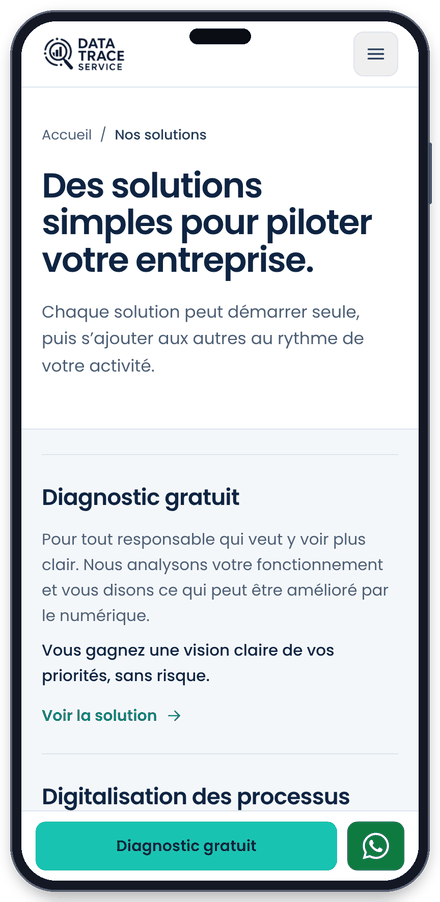 DATA
TRACE
SERVICE
Accueil / Nos solutions
Des solutions
simples pour piloter
votre entreprise.
Chaque solution peut démarrer seule,
puis s’ajouter aux autres au rythme de
votre activité.
Diagnostic gratuit
Pour tout responsable qui veut y voir plus
clair. Nous analysons votre fonctionnement
et vous disons ce qui peut être amélioré par
le numérique.
Vous gagnez une vision claire de vos
priorités, sans risque.
Voir la solution →
Digitalisation des processus
Diagnostic gratuit